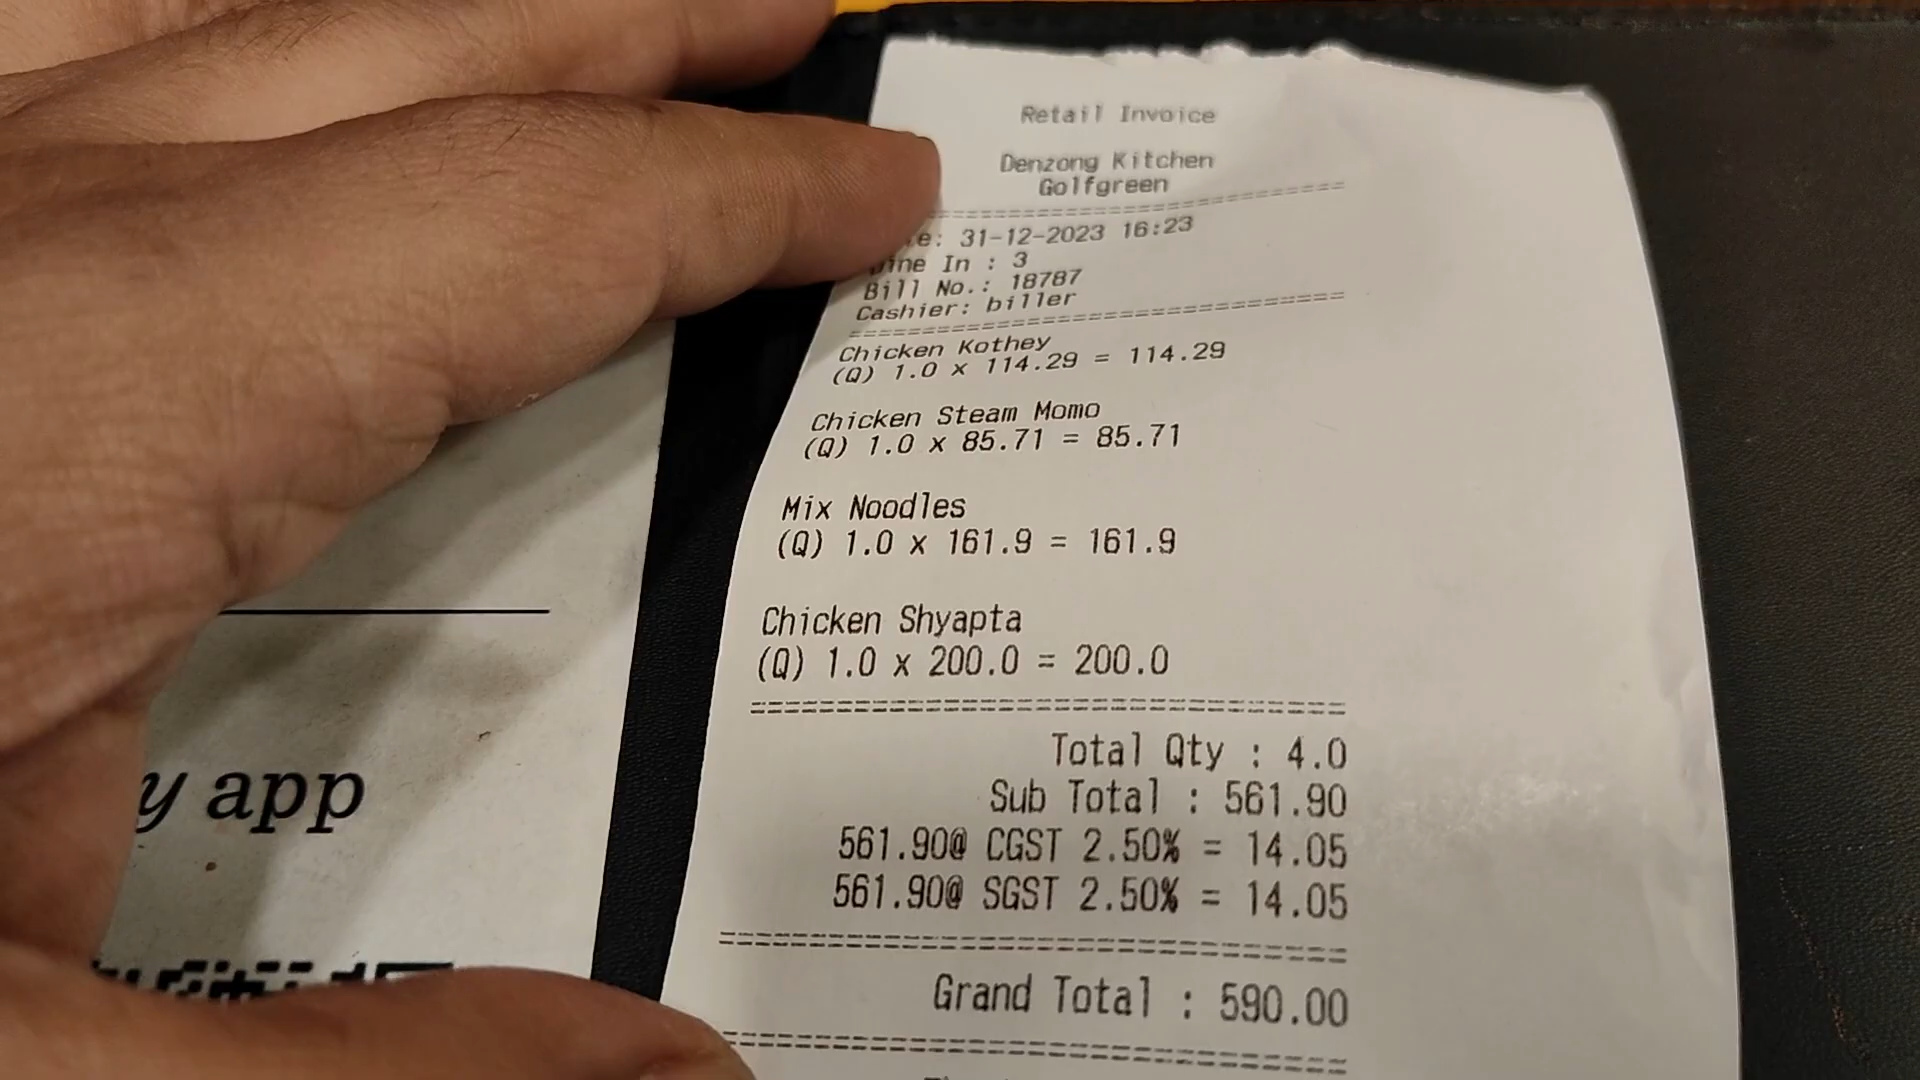 Retail Invoice
Denzong Kitchen
Golfgreen
31-12-2023 16:23
In : 3
Bill No.: 18787
Cashier: biller
Chicken Kothey
(Q) 1.0 x 114.29 = 114.29
Chicken Steam Momo
(Q) 1.0 x 85.71 = 85.71
Mix Noodles
(Q) 1.0 x 161.9 = 161.9
Chicken Shyapta
(Q) 1.0 x 200.0 = 200.0
Total Qty : 4.0
Sub Total : 561.90
561.90@ CGST 2.50% = 14.05
561.90@ SGST 2.50% = 14.05
Grand Total : 590.00
y app